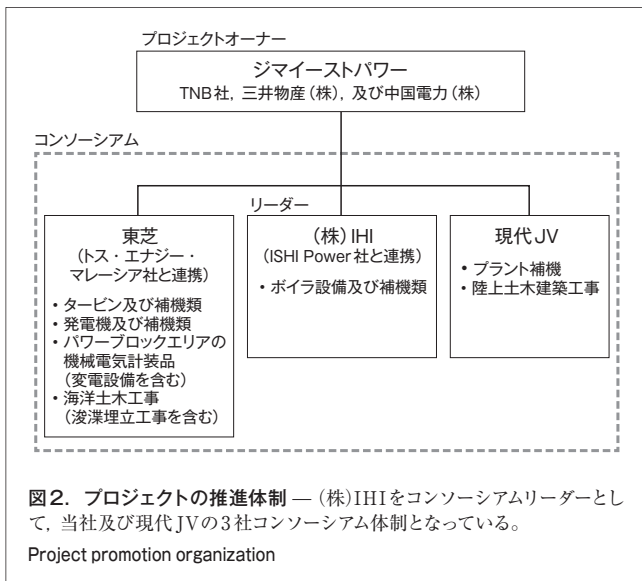 プロジェクトオーナー
ジマイーストパワー
TNB社, 三井物産(株), 及び中国電力(株)
コンソーシアム
リーダー
東芝
(トス・エナジー・
マレーシア社と連携)
・タービン及び補機類
・発電機及び補機類
・パワーブロックエリアの
機械電気計装品
(変電設備を含む)
・海洋土木工事
(浚渫埋立工事を含む)
(株)IHI
(ISHI Power社と連携)
・ボイラ設備及び補機類
現代JV
・プラント補機
・陸上土木建築工事
図2. プロジェクトの推進体制 — (株)IHIをコンソーシアムリーダーとし
て, 当社及び現代JVの3社コンソーシアム体制となっている。
Project promotion organization